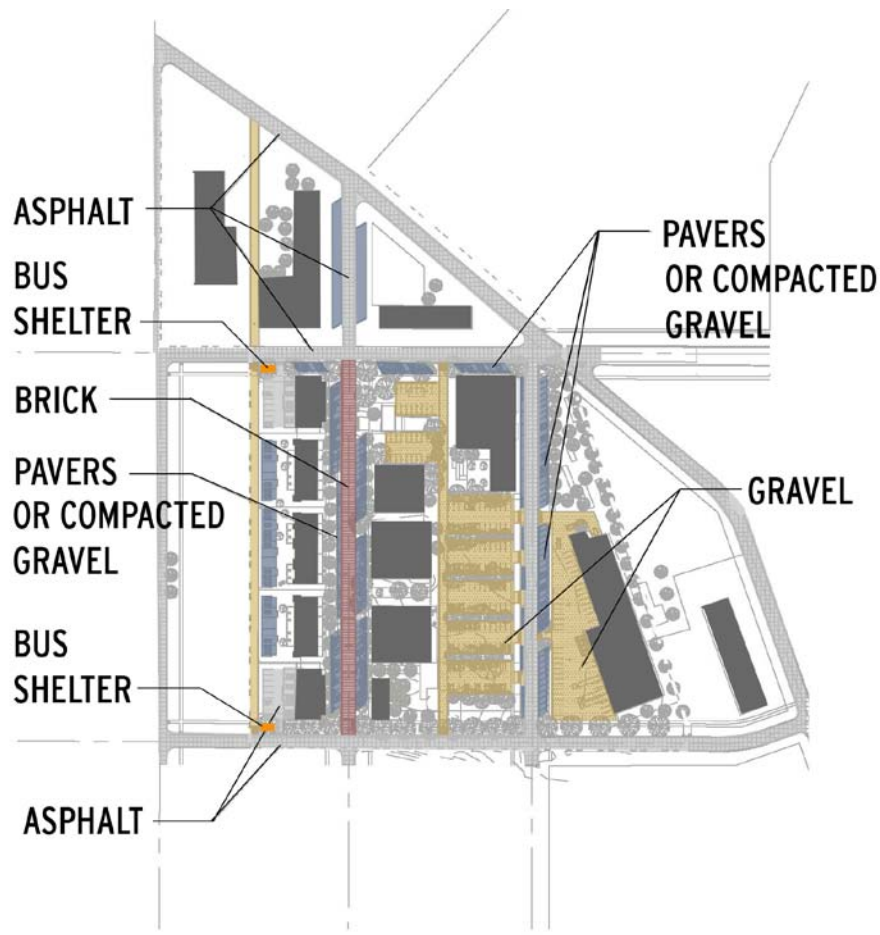 ASPHALT
BUS
SHELTER
BRICK
PAVERS
OR COMPACTED
GRAVEL
BUS
SHELTER
ASPHALT
PAVERS
OR COMPACTED
GRAVEL
GRAVEL